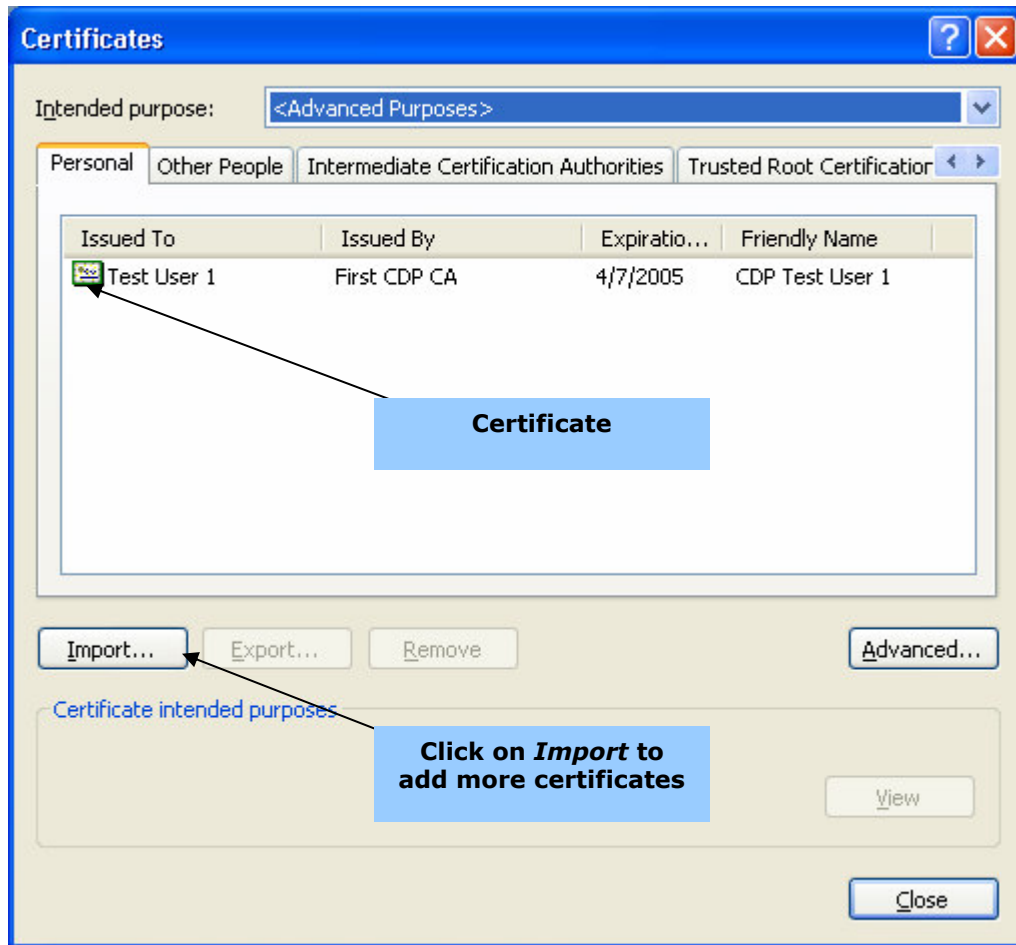 Certificates
Intended purpose: <Advanced Purposes>
Personal Other People Intermediate Certification Authorities Trusted Root Certification
Issued To Issued By Expiratio... Friendly Name
Test User 1 First CDP CA 4/7/2005 CDP Test User 1
Certificate
Import... Export... Remove Advanced...
Certificate intended purposes
Click on Import to
add more certificates
View
Close